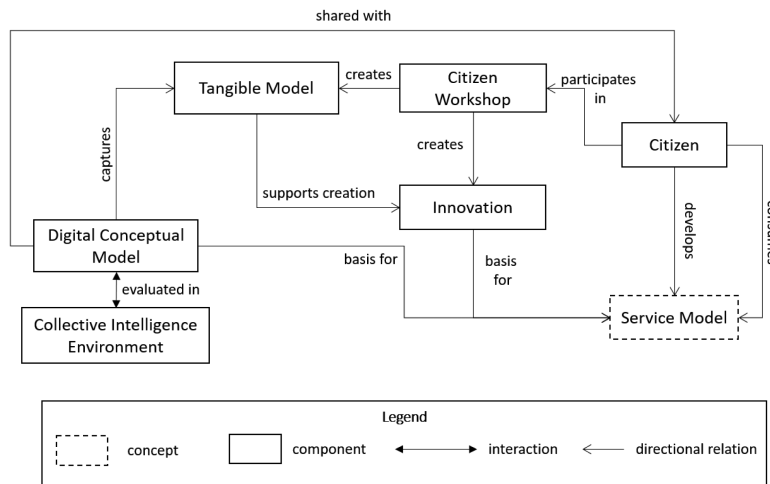 shared with
Tangible Model
creates
Citizen
Workshop
participates
in
Citizen
captures
creates
supports creation
Innovation
develops
consumes
Digital Conceptual
Model
basis for
basis
for
evaluated in
Collective Intelligence
Environment
Service Model
Legend
concept
component
interaction
directional relation